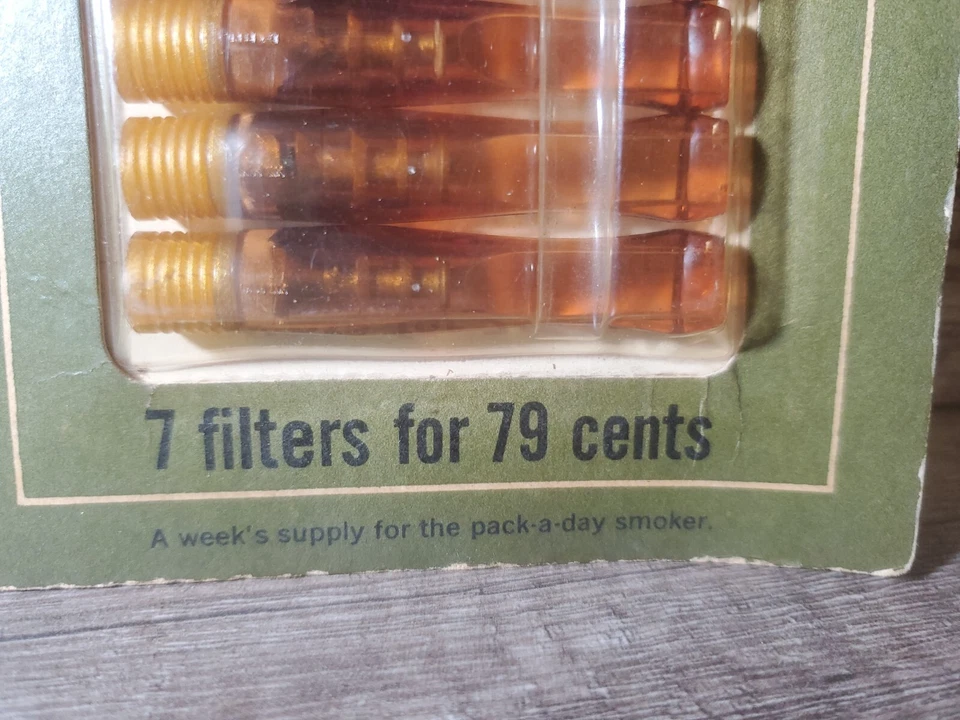 7 filters for 79 cents
A week's supply for the pack-a-day smoker.